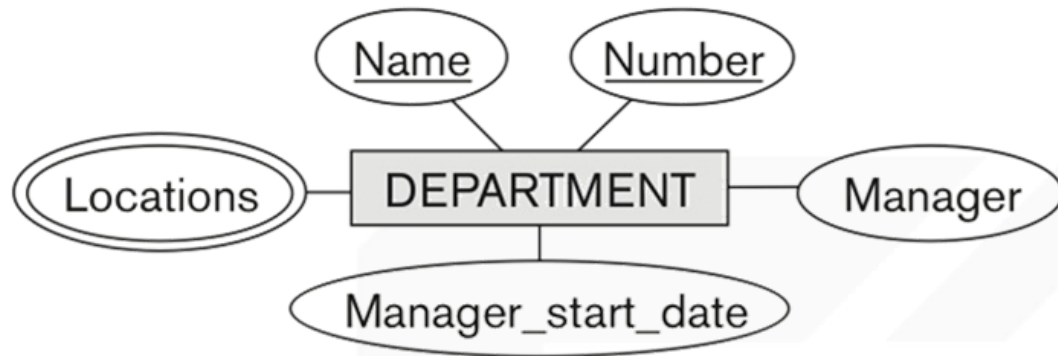 Name
Number
Locations
DEPARTMENT
Manager
Manager_start_date